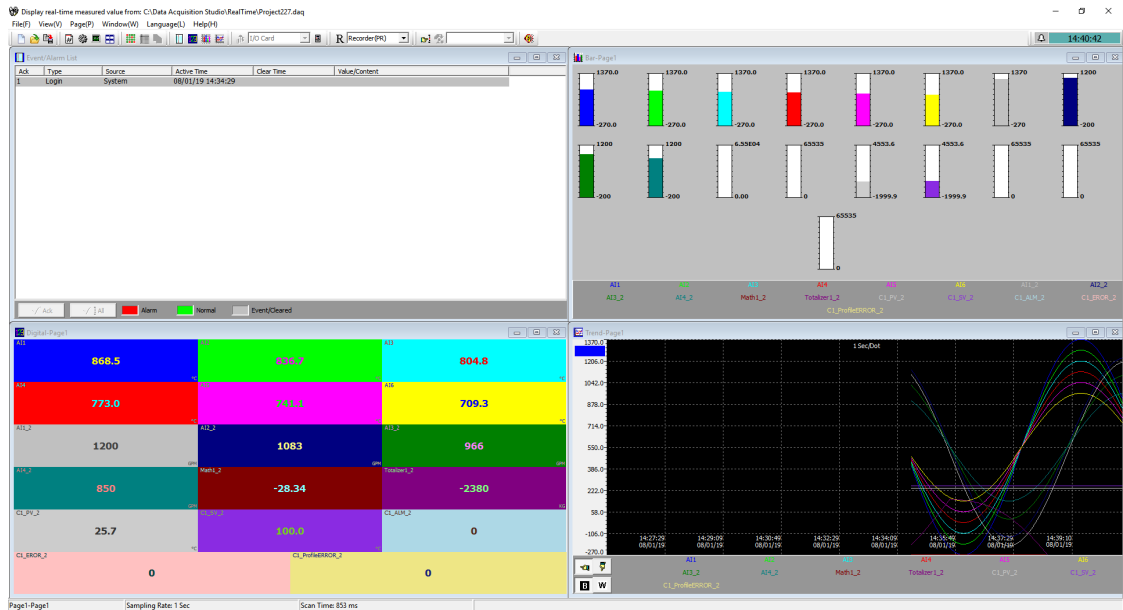 Display real-time measured value from: C:\Data Acquisition Studio\RealTime\Project227.daq
File(F) View(V) Page(P) Window(W) Language(L) Help(H)
I/O Card R Recorder(PR) 14:40:42
Event/Alarm List
Ack Type Source Active Time Clear Time Value/Content
1 Login System 08/01/19 14:34:29
Ack All Alarm Normal Event/Cleared
Bar-Page1
1370.0 1370.0 1370.0 1370.0 1370.0 1370.0 1370 1200
-270.0 -270.0 -270.0 -270.0 -270.0 -270.0 -270 -200
1200 1200 6.55E04 65535 4553.6 4553.6 65535 65535
-200 -200 0.00 0 -1999.9 -1999.9 0 0
65535
0
AI1 AI3 AI4 AI5 AI6 AI1_2 AI2_2
AI3_2 AI4_2 Math1_2 Totalizer1_2 C1_PV_2 C1_SV_2 C1_ALM_2 C1_EROR_2
C1_ProfileERROR_2
Digital-Page1
AI1 AI2 AI3
868.5 836.7 804.8
°C °C
AI4 AI5 AI6
773.0 741.1 709.3
°C °C
AI1_2 AI2_2 AI3_2
1200 1083 966
GPM GPM GPM
AI4_2 Math1_2 Totalizer1_2
850 -28.34 -2380
GPM KG
C1_PV_2 C1_SV_2 C1_ALM_2
25.7 100.0 0
°C
C1_EROR_2 C1_ProfileERROR_2
0 0
Trend-Page1
1 Sec/Dot
1370.0
1206.0
1042.0
878.0
714.0
550.0
386.0
222.0
58.0
-106.0
-270.0
14:27:29 14:29:09 14:30:49 14:32:29 14:34:09 14:35:49 14:37:29 14:39:10
08/01/19 08/01/19 08/01/19 08/01/19 08/01/19 08/01/19 08/01/19 08/01/19
AI1 AI3 AI4 AI5 AI6
AI3_2 AI4_2 Math1_2 Totalizer1_2 C1_PV_2 C1_SV_2
C1_ProfileERROR_2
B W
Page1-Page1 Sampling Rate: 1 Sec Scan Time: 853 ms